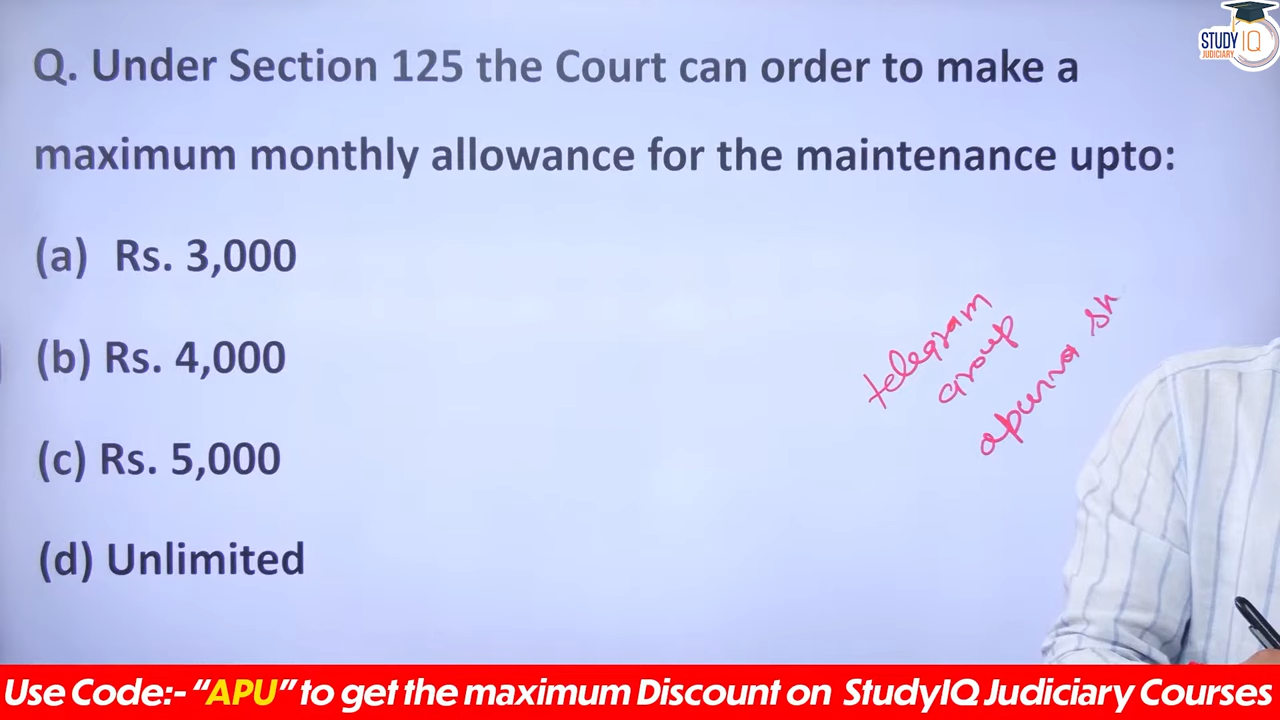 STUDY IQ
JUDICIARY
Q. Under Section 125 the Court can order to make a
maximum monthly allowance for the maintenance upto:
(a) Rs. 3,000
(b) Rs. 4,000
(c) Rs. 5,000
(d) Unlimited
telegram
group
Use Code:- “APU” to get the maximum Discount on StudyIQ Judiciary Courses